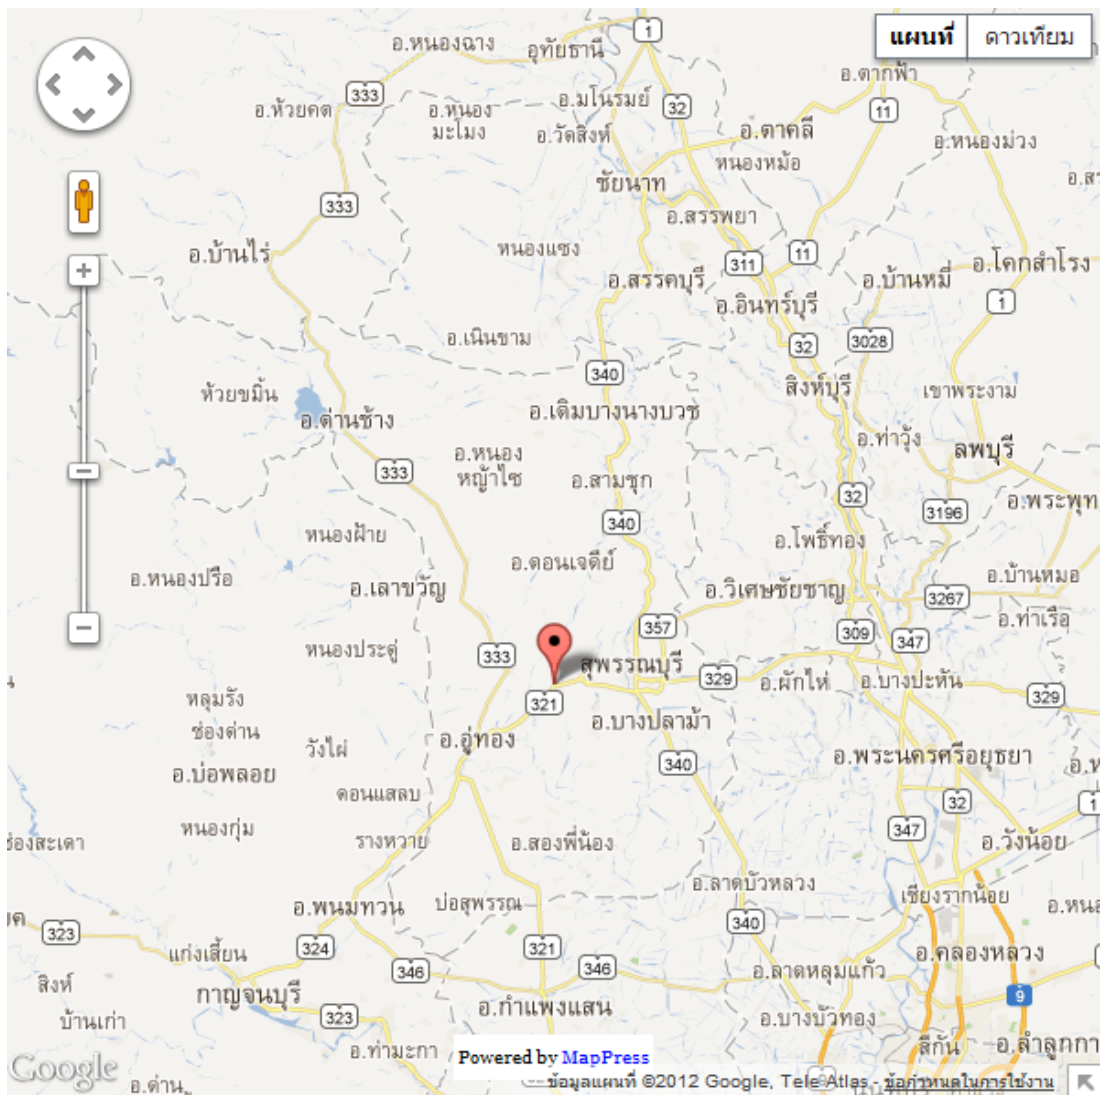 1
แผนที่
ดาวเทียม
อ.หนองฉาง
อุทัยธานี
อ.ตากฟ้า
333
อ.ห้วยคต
อ.หนอง
มะโมง
อ.มโนรมย์
32
11
อ.วัดสิงห์
อ.ตาคลี
อ.หนองม่วง
หนองหม้อ
ชัยนาท
333
อ.สรรพยา
อ.บ้านไร่
หนองแซง
311
11
อ.โคกสำโรง
อ.สรรคบุรี
อ.บ้านหมี่
อ.อินทร์บุรี
1
อ.เนินขาม
32
3028
340
สิงห์บุรี
เขาพระงาม
ห้วยขมิ้น
อ.ด่านช้าง
อ.เดิมบางนางบวช
อ.ท่าวุ้ง
ลพบุรี
อ.หนอง
หญ้าไซ
333
อ.สามชุก
32
3196
อ.พระพุท
340
หนองฝ้าย
อ.โพธิ์ทอง
อ.ดอนเจดีย์
อ.หนองปรือ
อ.เลาขวัญ
อ.วิเศษชัยชาญ
อ.บ้านหมอ
3267
อ.ท่าเรือ
357
309
347
หนองประดู่
333
สุพรรณบุรี
329
อ.ผักไห่
อ.บางปะหัน
329
หลุมรัง
321
ช่องด่าน
วังไผ่
อ.อู่ทอง
อ.บางปลาม้า
340
อ.พระนครศรีอยุธยา
อ.บ่อพลอย
ดอนแสลบ
32
1
หนองกุ่ม
รางหวาย
อ.สองพี่น้อง
347
อ.วังน้อย
ช่องสะเดา
อ.ลาดบัวหลวง
เชียงรากน้อย
อ.พนมทวน
บ่อสุพรรณ
340
323
แก่งเสี้ยน
324
321
346
346
อ.คลองหลวง
อ.ลาดหลุมแก้ว
สิงห์
กาญจนบุรี
9
บ้านเก่า
323
อ.กำแพงแสน
อ.บางบัวทอง
อ.ท่ามะกา
สีกัน
อ.ลำลูกกา
Powered by MapPress
Google
อ.ด่าน
ข้อมูลแผนที่ ©2012 Google, Tele Atlas - ข้อกำหนดในการใช้งาน